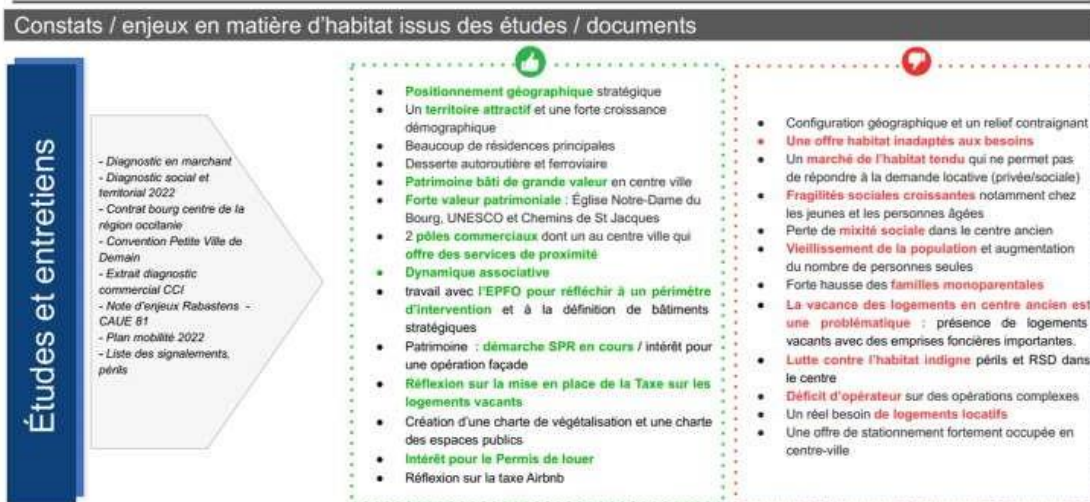 Constats / enjeux en matière d'habitat issus des études / documents
Études et entretiens
- Diagnostic en marchant
- Diagnostic social et
territorial 2022
- Contrat bourg centre de la
région occitanie
- Convention Petite Ville de
Demain
- Extrait diagnostic
commercial CCI
- Note d'enjeux Rabastens -
CAUE 81
- Plan mobilité 2022
- Liste des signalements,
périls
● Positionnement géographique stratégique
● Un territoire attractif et une forte croissance
démographique
● Beaucoup de résidences principales
● Desserte autoroutière et ferroviaire
● Patrimoine bâti de grande valeur en centre ville
● Forte valeur patrimoniale : Église Notre-Dame du
Bourg, UNESCO et Chemins de St Jacques
● 2 pôles commerciaux dont un au centre ville qui
offre des services de proximité
● Dynamique associative
● travail avec l'EPFO pour réfléchir à un périmètre
d'intervention et à la définition de bâtiments
stratégiques
● Patrimoine : démarche SPR en cours / intérêt pour
une opération façade
● Réflexion sur la mise en place de la Taxe sur les
logements vacants
● Création d'une charte de végétalisation et une charte
des espaces publics
● Intérêt pour le Permis de louer
● Réflexion sur la taxe Airbnb
● Configuration géographique et un relief contraignant
● Une offre habitat inadaptés aux besoins
● Un marché de l'habitat tendu qui ne permet pas
de répondre à la demande locative (privée/sociale)
● Fragilités sociales croissantes notamment chez
les jeunes et les personnes âgées
● Perte de mixité sociale dans le centre ancien
● Vieillissement de la population et augmentation
du nombre de personnes seules
● Forte hausse des familles monoparentales
● La vacance des logements en centre ancien est
une problématique : présence de logements
vacants avec des emprises foncières importantes.
● Lutte contre l'habitat indigne périls et RSD dans
le centre
● Déficit d'opérateur sur des opérations complexes
● Un réel besoin de logements locatifs
● Une offre de stationnement fortement occupée en
centre-ville